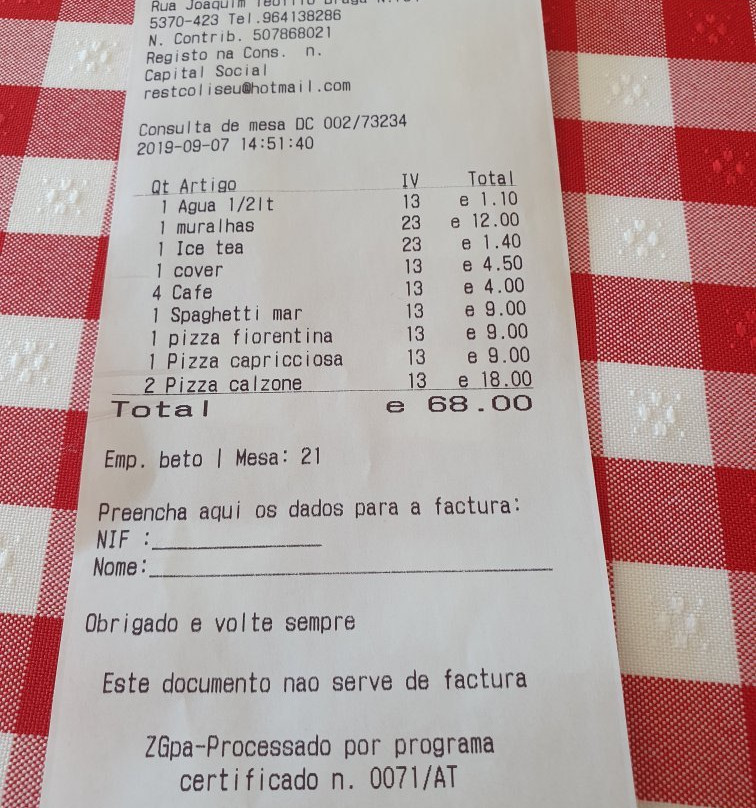 Rua Joaquim
5370-423 Tel.964138286
N. Contrib. 507868021
Registo na Cons. n.
Capital Social
restcoliseu@hotmail.com
Consulta de mesa DC 002/73234
2019-09-07 14:51:40
Qt Artigo IV Total
1 Agua 1/2lt 13 e 1.10
1 muralhas 23 e 12.00
1 Ice tea 23 e 1.40
1 cover 13 e 4.50
4 Cafe 13 e 4.00
1 Spaghetti mar 13 e 9.00
1 pizza fiorentina 13 e 9.00
1 Pizza capricciosa 13 e 9.00
2 Pizza calzone 13 e 18.00
Total e 68.00
Emp. beto | Mesa: 21
Preencha aqui os dados para a factura:
NIF :
Nome:
Obrigado e volte sempre
Este documento nao serve de factura
ZGpa-Processado por programa
certificado n. 0071/AT